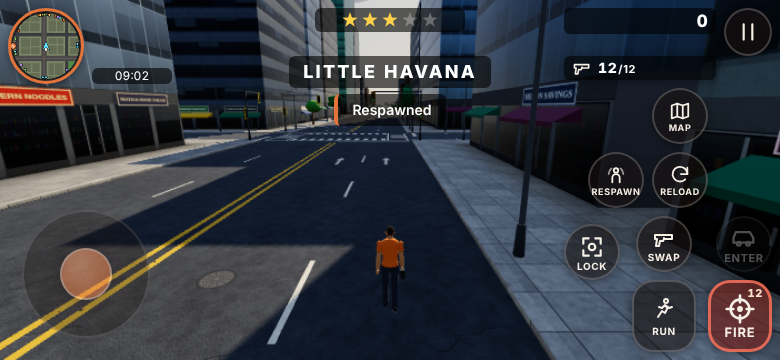 0
09:02
LITTLE HAVANA
12/12
ERN NOODLES
SAVINGS
Respawned
MAP
RESPAWN
RELOAD
LOCK
SWAP
ENTER
12
RUN
FIRE